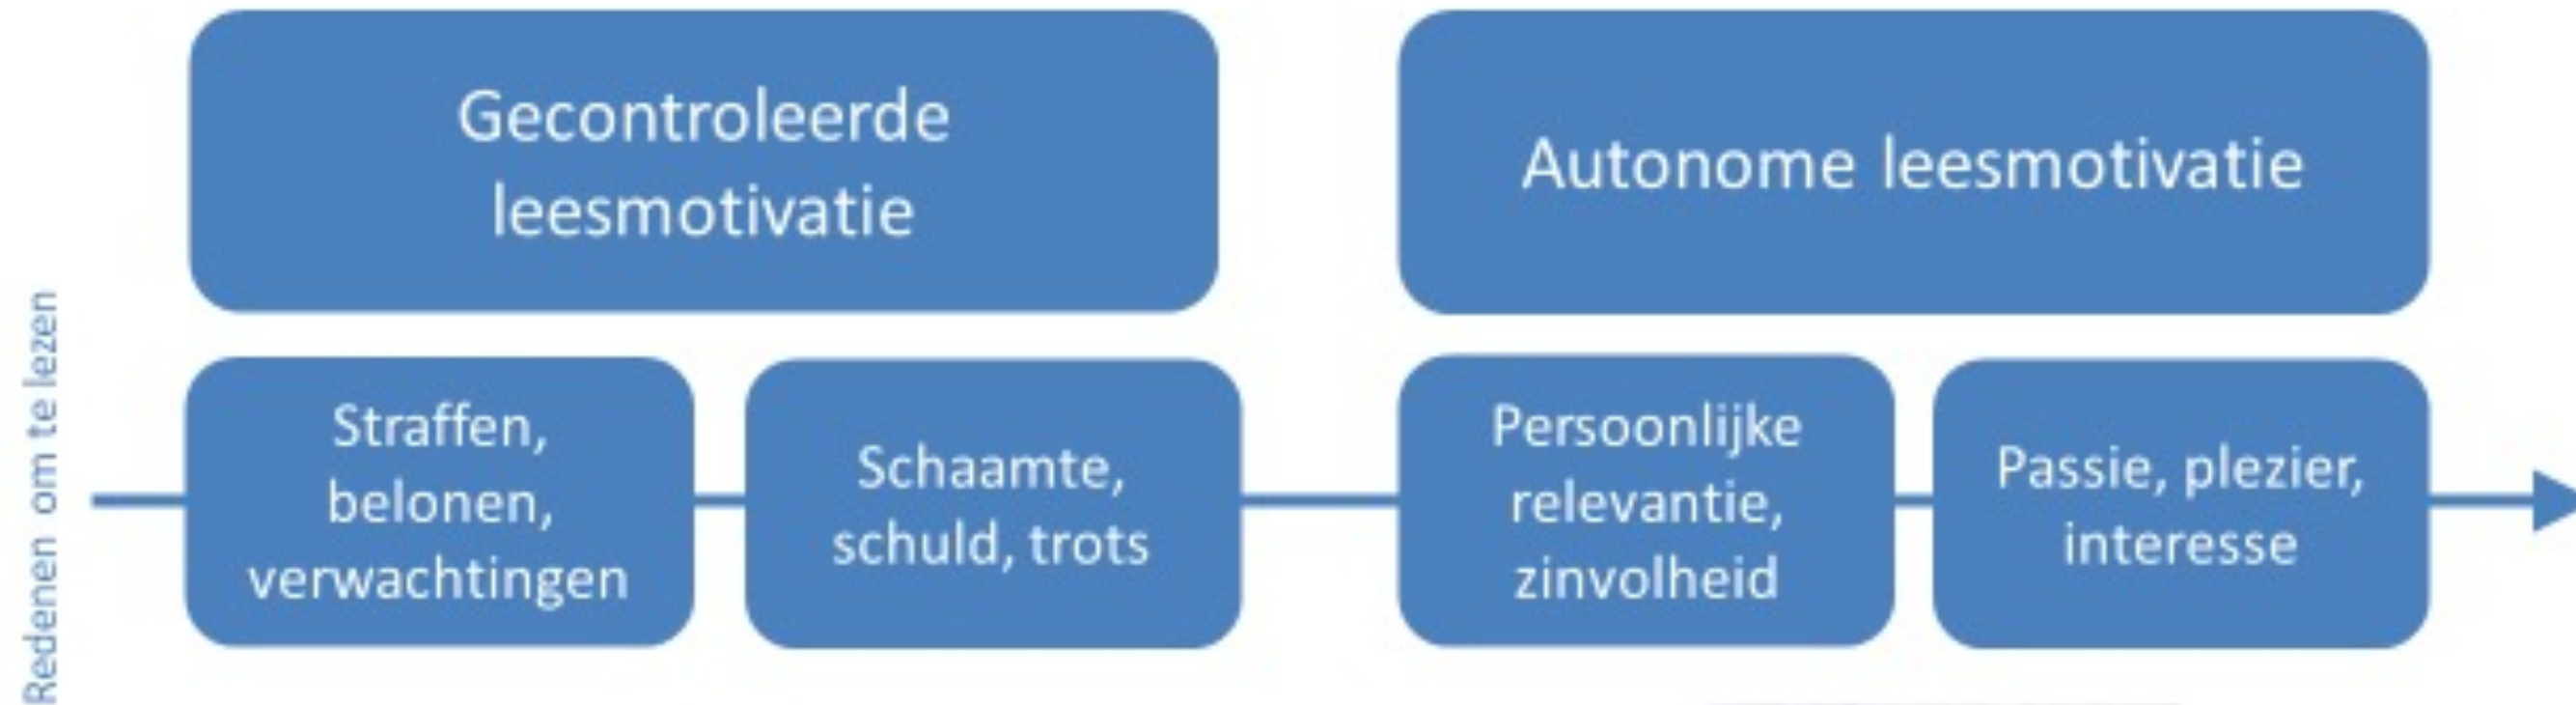 Gecontroleerde
leesmotivatie
Autonome leesmotivatie
Redenen om te lezen
Straffen,
belonen,
verwachtingen
Schaamte,
schuld, trots
Persoonlijke
relevantie,
zinvolheid
Passie, plezier,
interesse